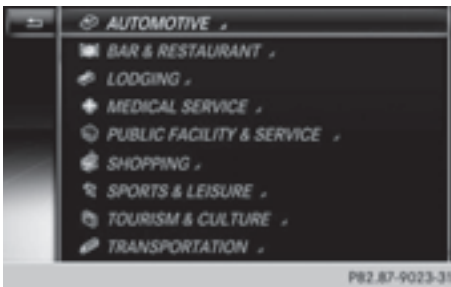 AUTOMOTIVE
BAR & RESTAURANT
LODGING
MEDICAL SERVICE
PUBLIC FACILITY & SERVICE
SHOPPING
SPORTS & LEISURE
TOURISM & CULTURE
TRANSPORTATION
P82.87-9023-31